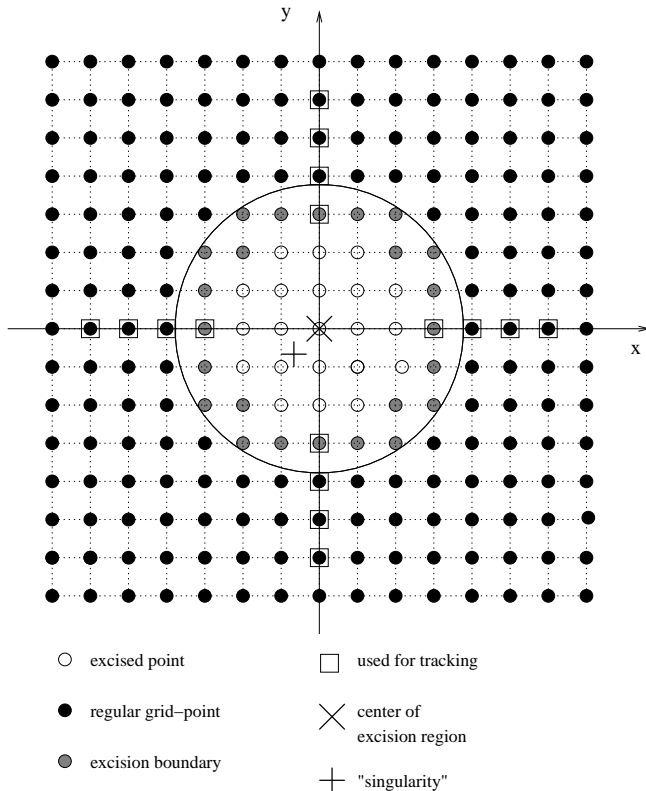 y
x
excised point
used for tracking
regular grid−point
center of
excision region
excision boundary
"singularity"